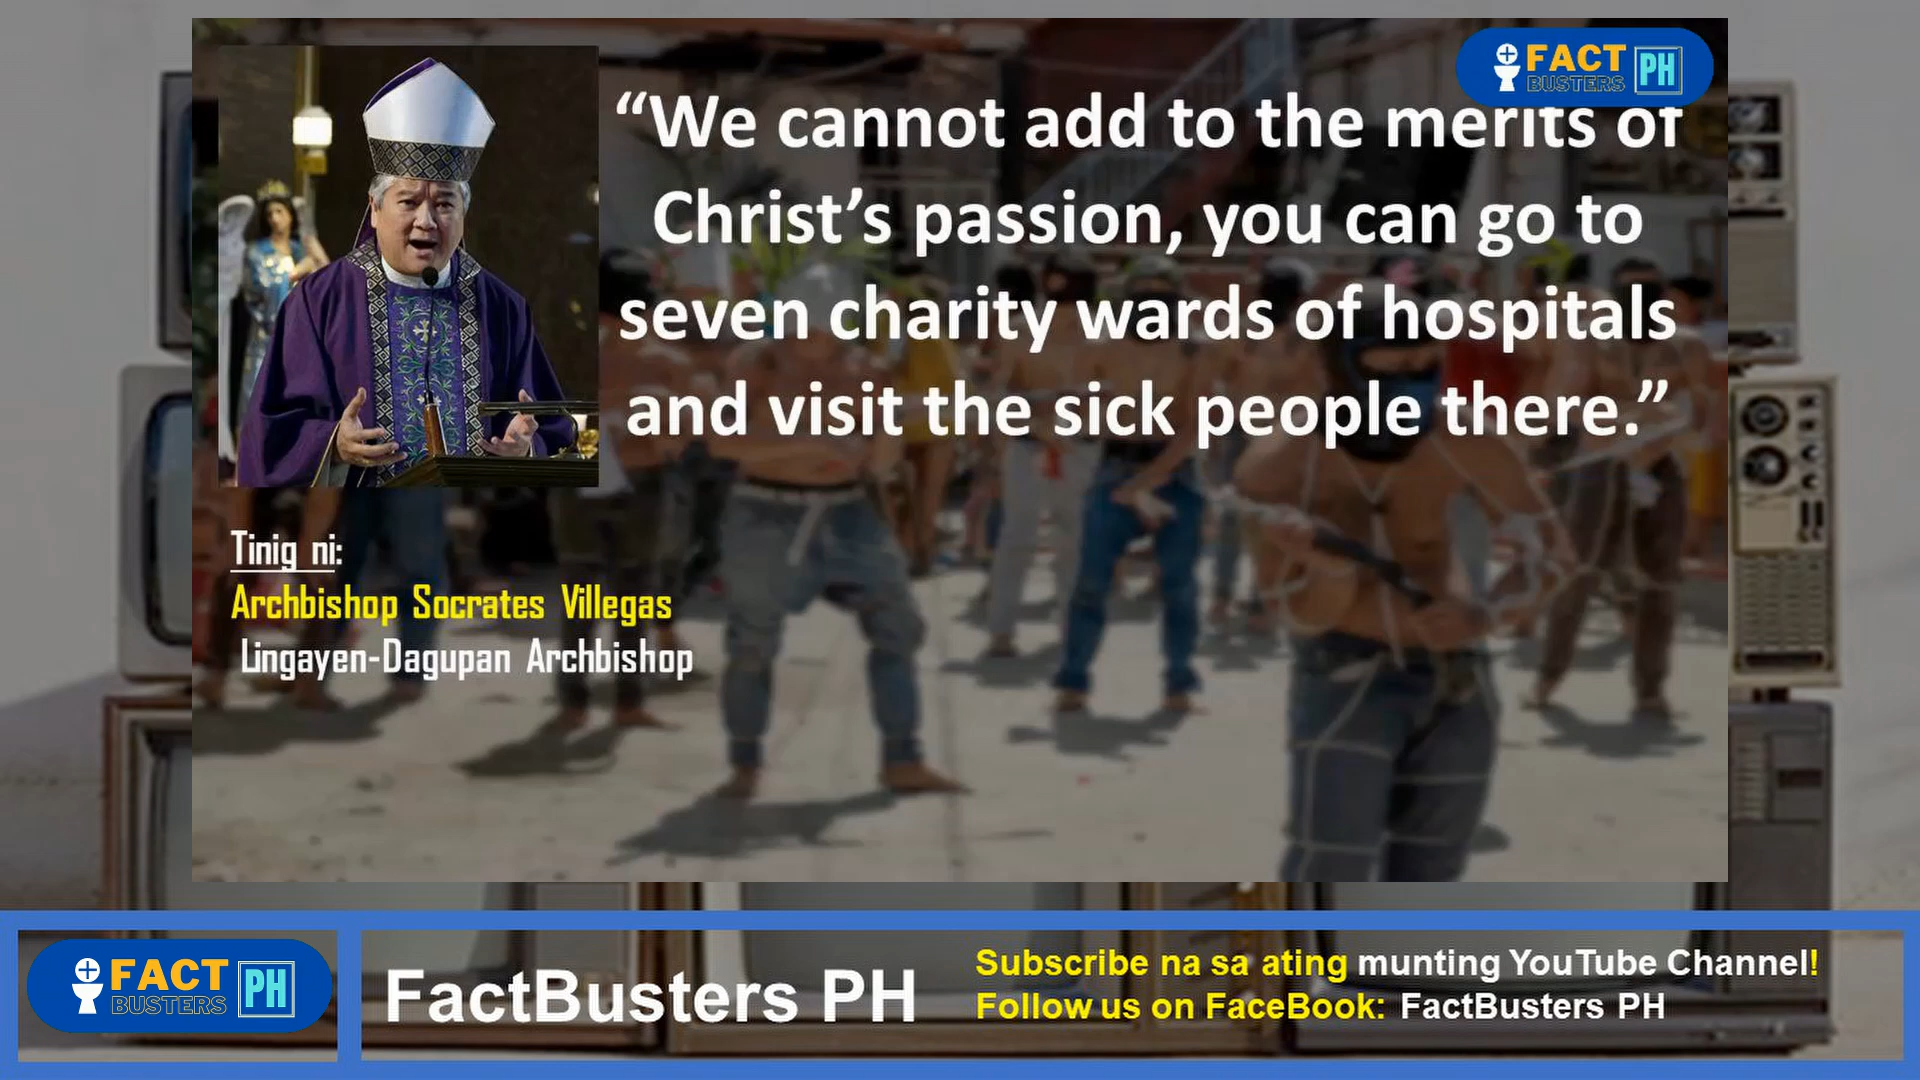 FACT
BUSTERS
PH
“We cannot add to the merits of
Christ’s passion, you can go to
seven charity wards of hospitals
and visit the sick people there.”
Tinig ni:
Archbishop Socrates Villegas
Lingayen-Dagupan Archbishop
FACT
BUSTERS
PH
FactBusters PH
Subscribe na sa ating munting YouTube Channel!
Follow us on FaceBook: FactBusters PH